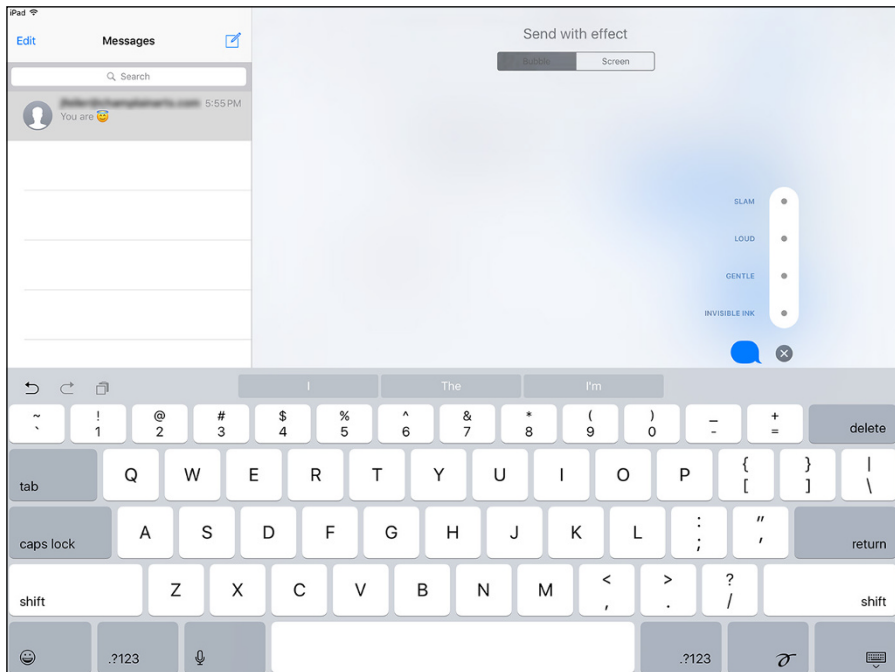 iPad
Edit Messages
Search
5:55 PM
You are 😇
Send with effect
Bubble Screen
SLAM
LOUD
GENTLE
INVISIBLE INK
I The I'm
~ ! @ # $ % ^ & * ( ) _ +
` 1 2 3 4 5 6 7 8 9 0 - = delete
tab Q W E R T Y U I O P { } |
[ ] \
caps lock A S D F G H J K L : "
; ' return
shift Z X C V B N M < > ?
, . / shift
.?123 .?123